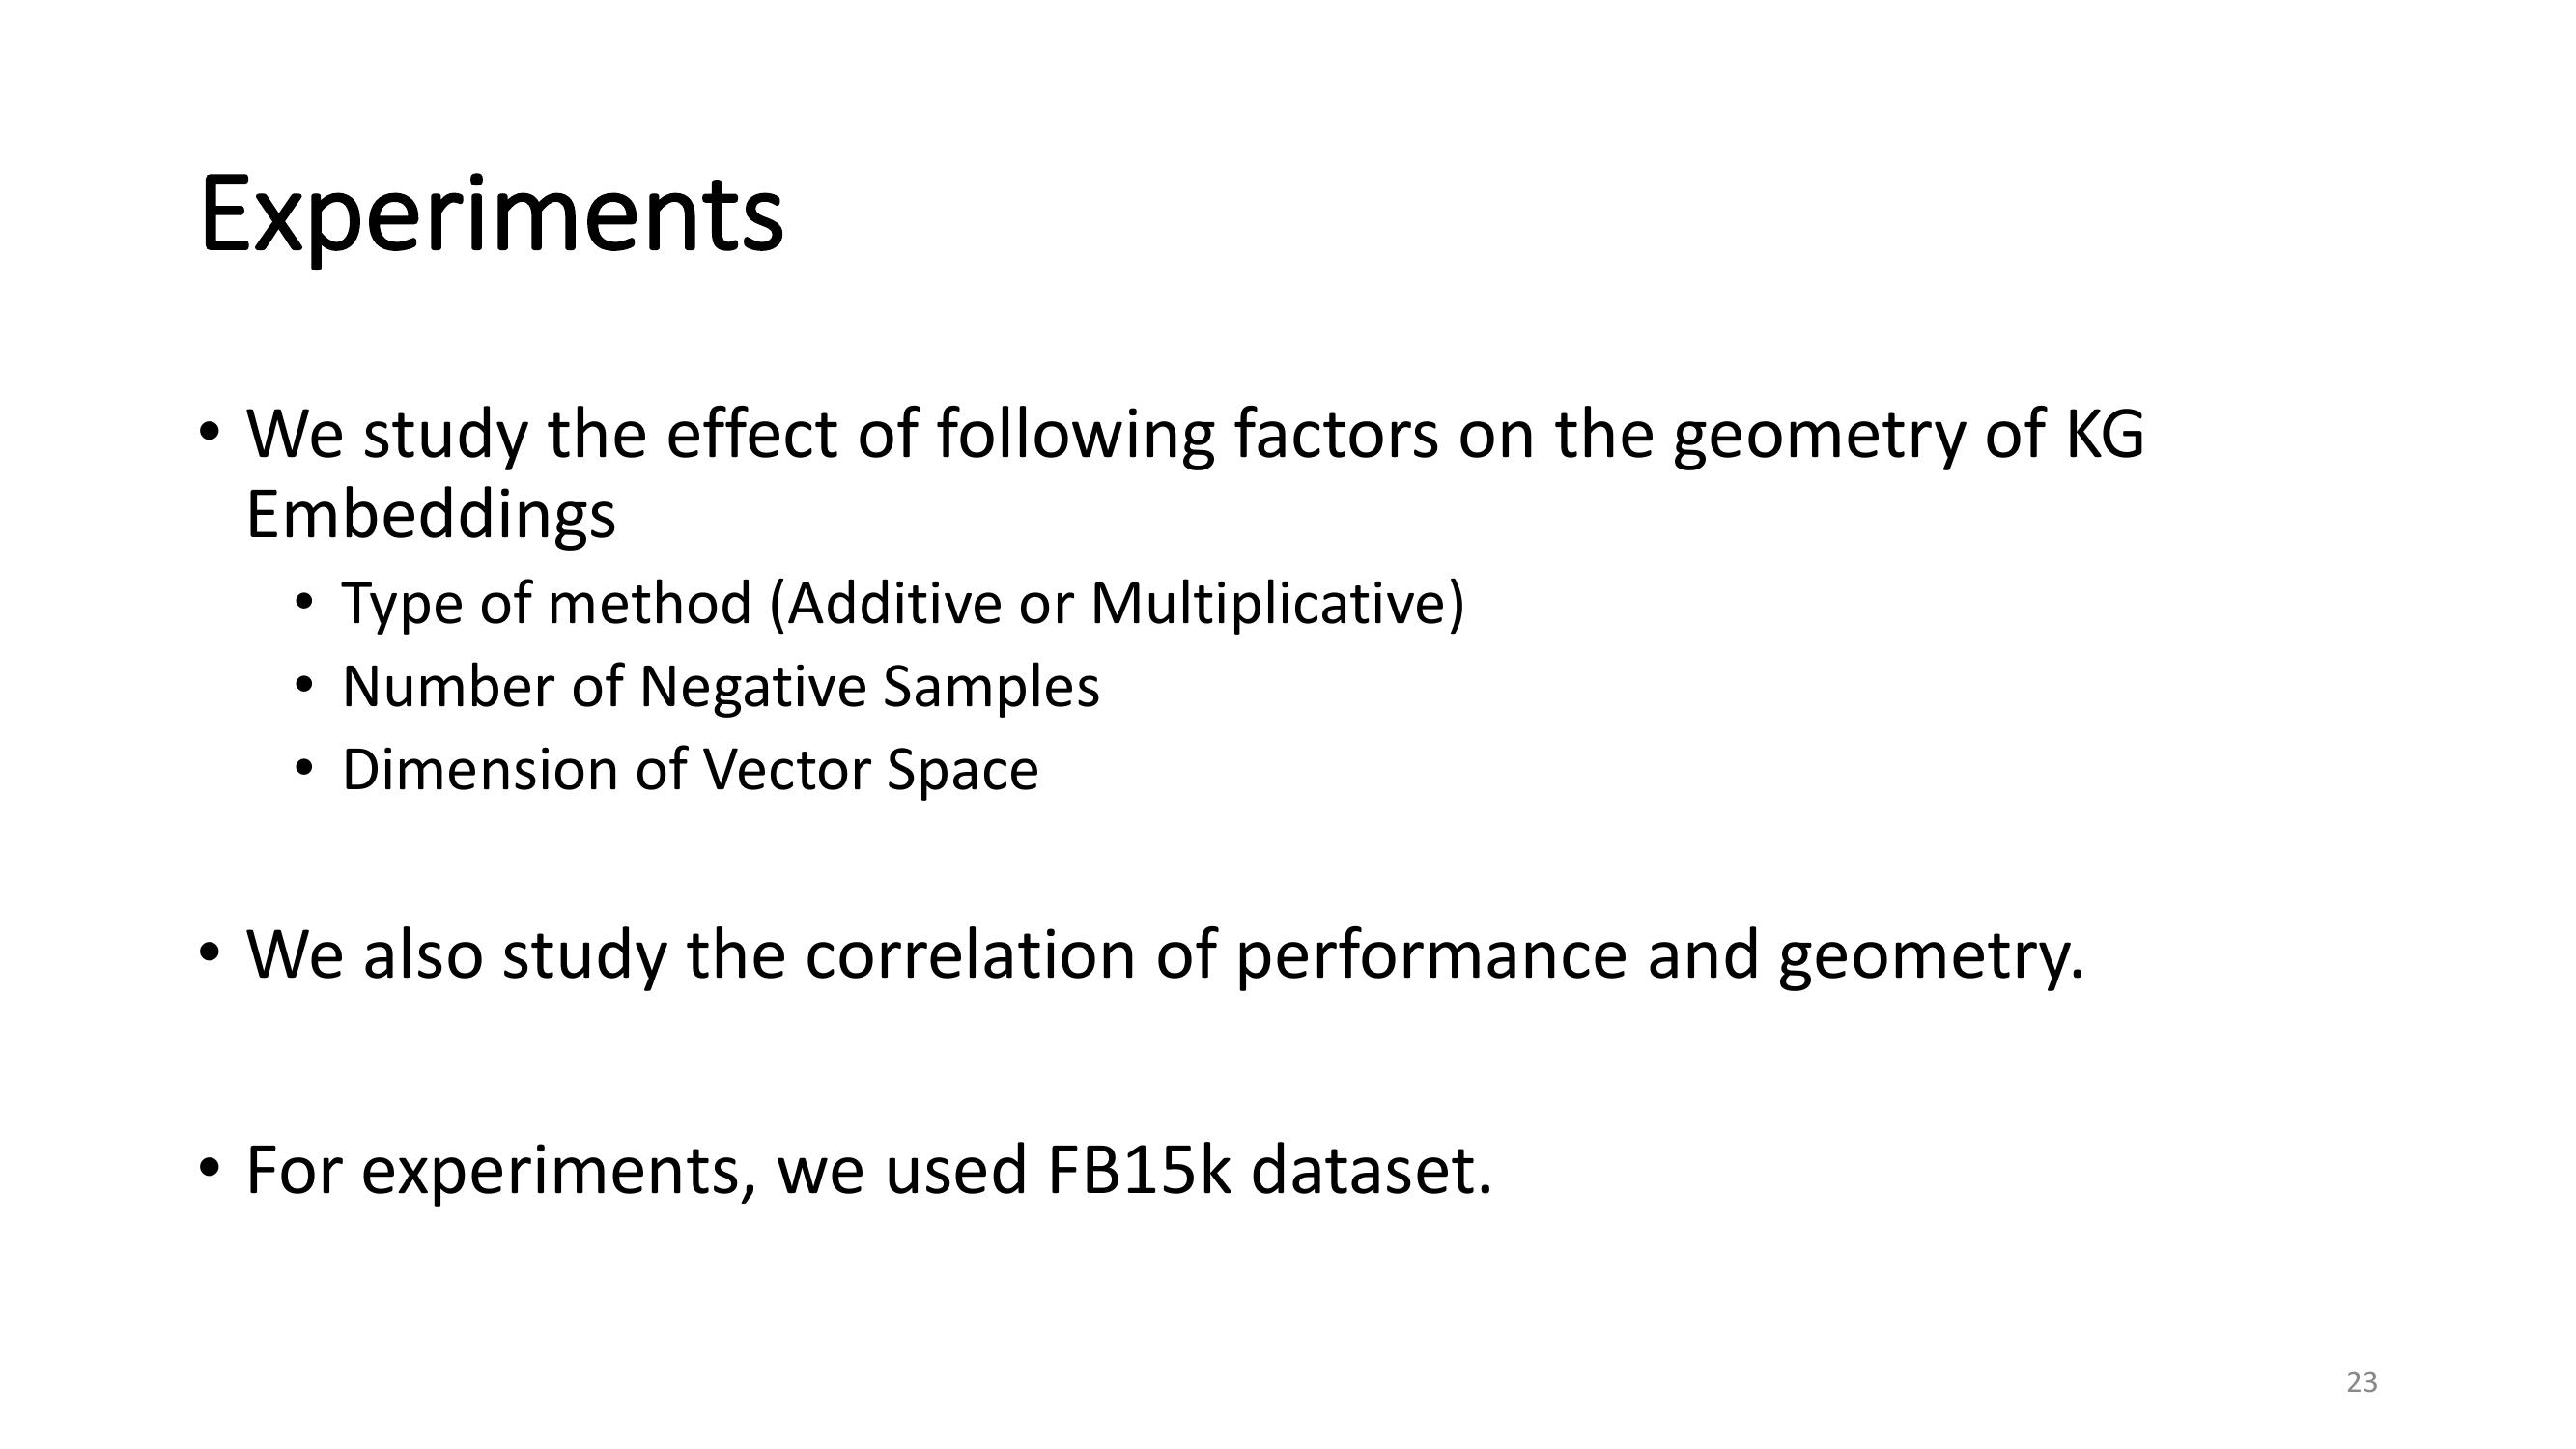 Experiments
• We study the effect of following factors on the geometry of KG
Embeddings
• Type of method (Additive or Multiplicative)
• Number of Negative Samples
• Dimension of Vector Space
• We also study the correlation of performance and geometry.
• For experiments, we used FB15k dataset.
23